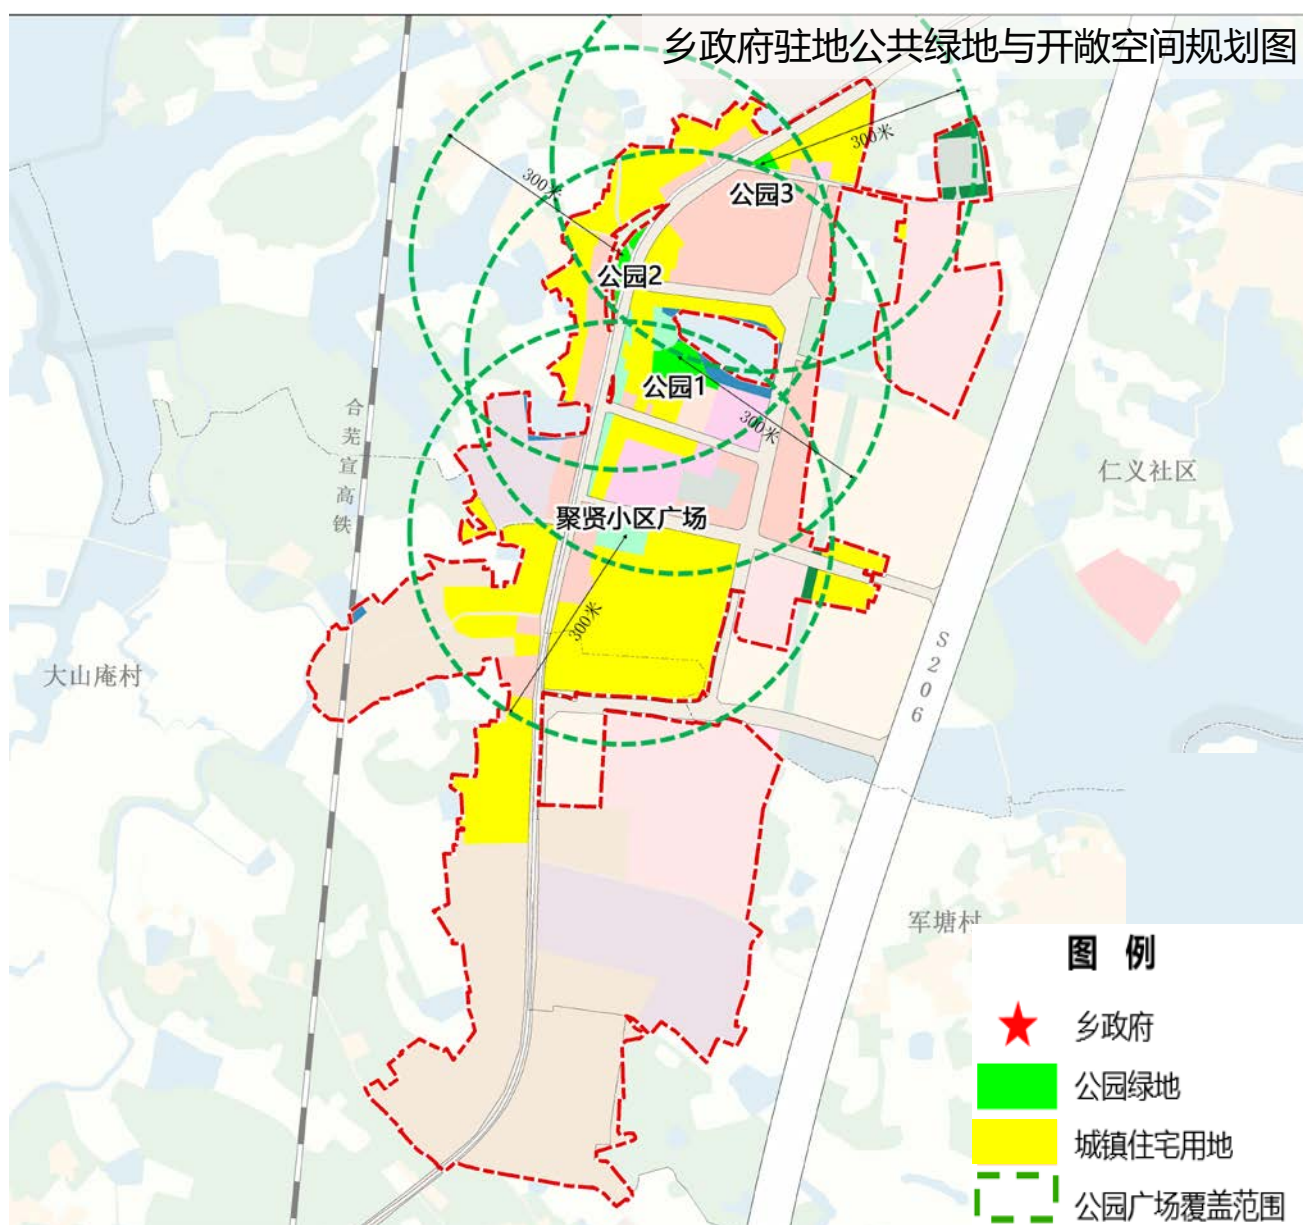 乡政府驻地公共绿地与开敞空间规划图
300米
300米
公园3
公园2
公园1
300米
合芜宣高铁
仁义社区
聚贤小区广场
300米
S206
大山庵村
军塘村
图 例
乡政府
公园绿地
城镇住宅用地
公园广场覆盖范围